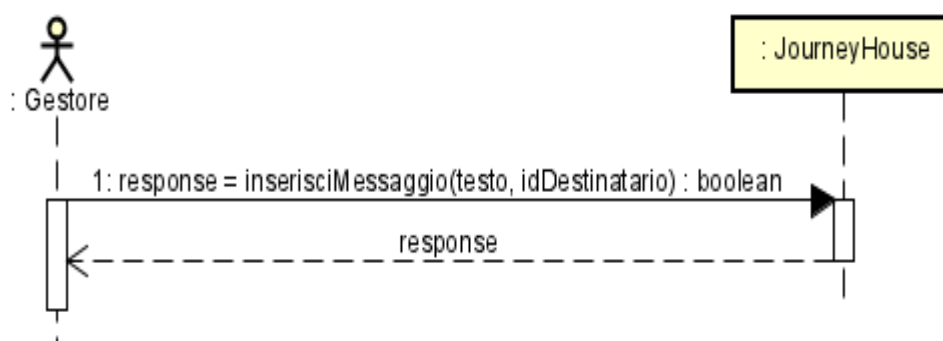 : JourneyHouse
: Gestore
1: response = inserisciMessaggio(testo, idDestinatario) : boolean
response